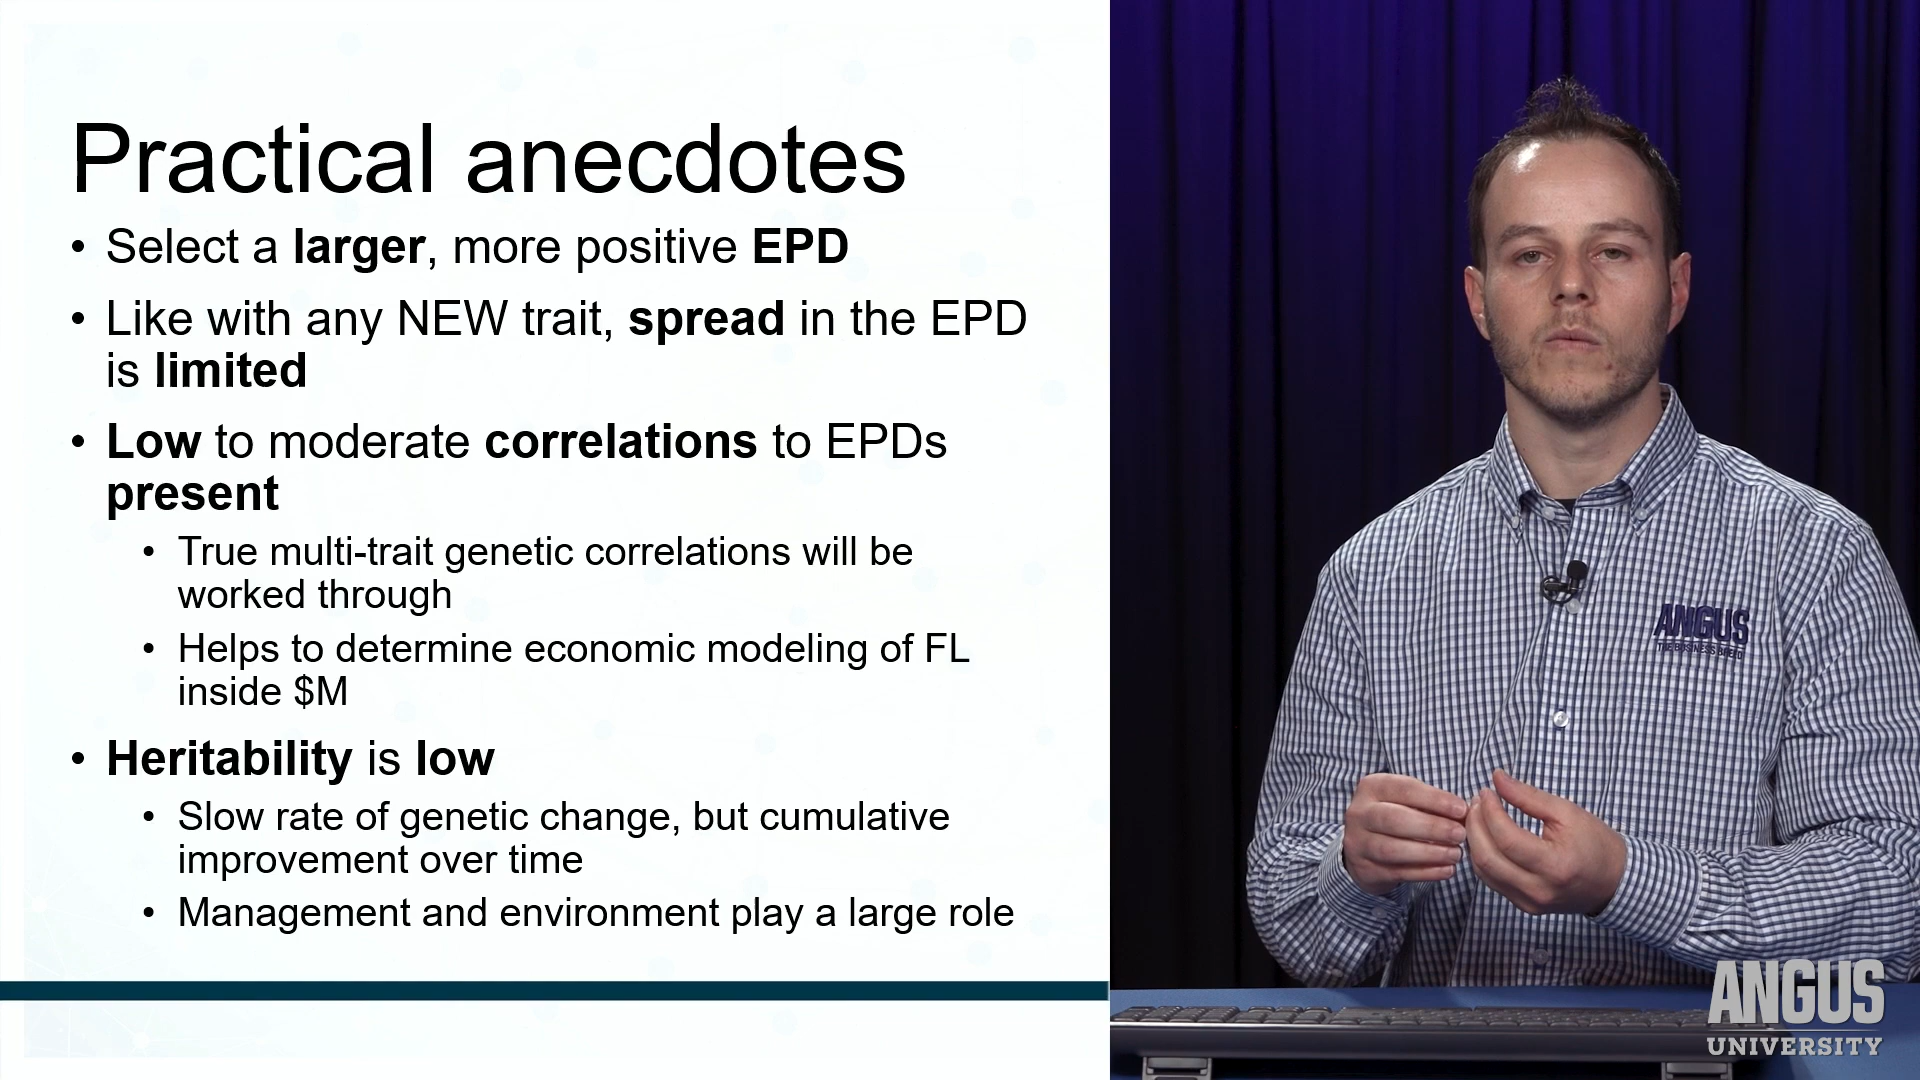 Practical anecdotes
• Select a larger, more positive EPD
• Like with any NEW trait, spread in the EPD
is limited
• Low to moderate correlations to EPDs
present
• True multi-trait genetic correlations will be
worked through
• Helps to determine economic modeling of FL
inside $M
• Heritability is low
• Slow rate of genetic change, but cumulative
improvement over time
• Management and environment play a large role
ANGUS
THE BUSINESS BREED
ANGUS
UNIVERSITY